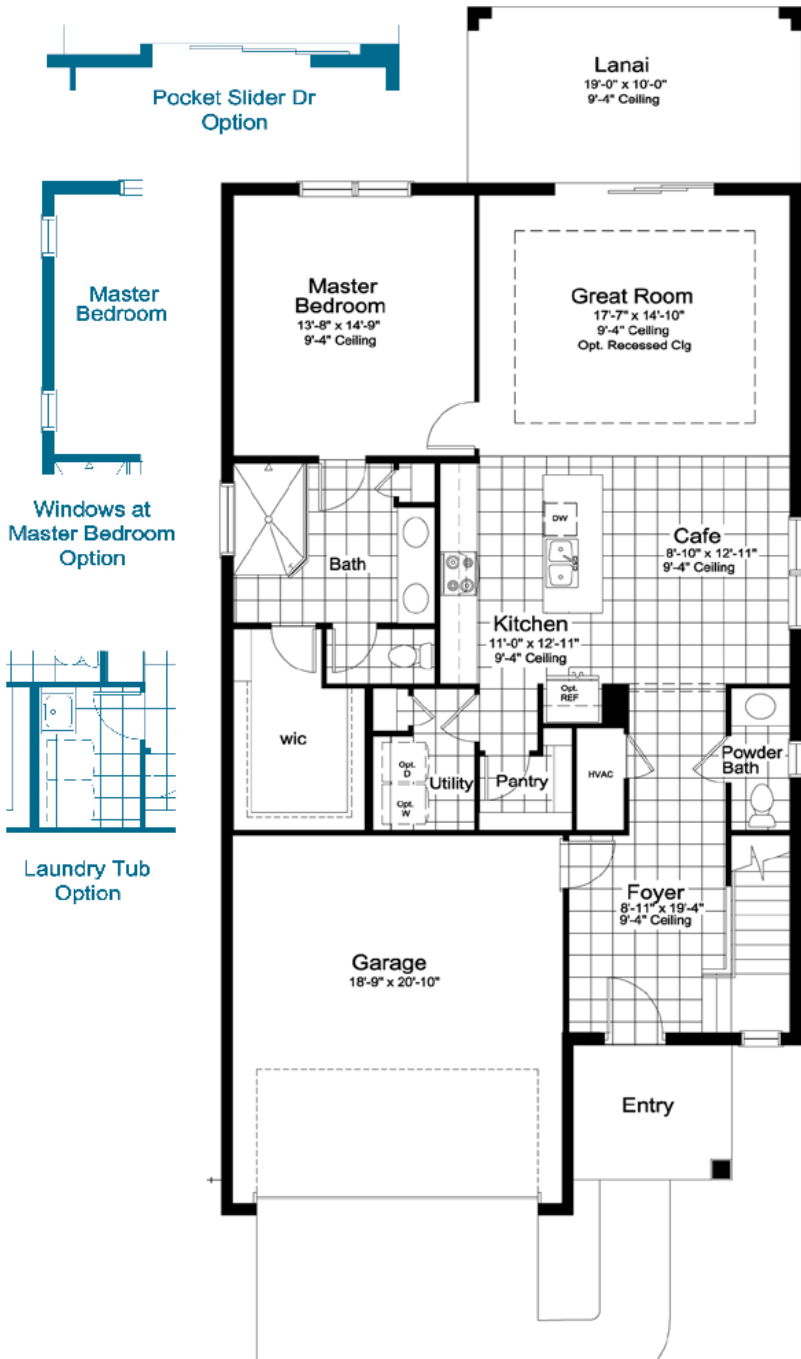 Pocket Slider Dr
Option
Lanai
19'-0" x 10'-0"
9'-4" Ceiling
Master
Bedroom
Windows at
Master Bedroom
Option
Master
Bedroom
13'-8" x 14'-9"
9'-4" Ceiling
Great Room
17'-7" x 14'-10"
9'-4" Ceiling
Opt. Recessed Clg
DW
Cafe
8'-10" x 12'-11"
9'-4" Ceiling
Bath
Kitchen
11'-0" x 12'-11"
9'-4" Ceiling
Opt.
REF
wic
Opt.
D
Opt.
W
Utility
Pantry
HVAC
Powder
Bath
Laundry Tub
Option
Foyer
8'-11" x 19'-4"
9'-4" Ceiling
Garage
18'-9" x 20'-10"
Entry